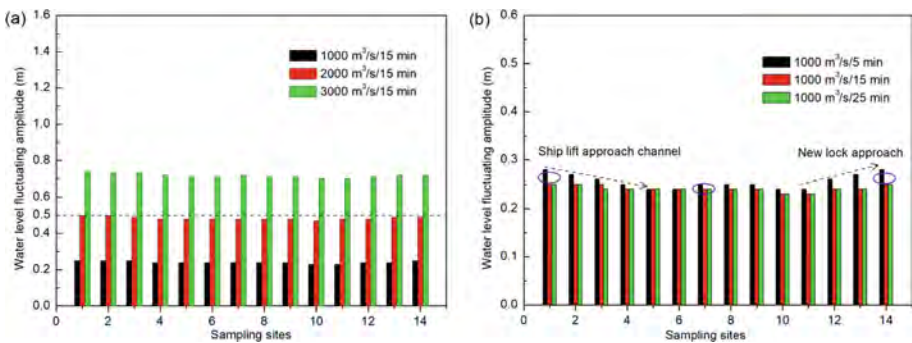 (a)
1.6
1.4
1.2
1.0
0.8
0.6
0.5
0.4
0.2
0.0
Water level fluctuating amplitude (m)
1000 m³/s/15 min
2000 m³/s/15 min
3000 m³/s/15 min
0 2 4 6 8 10 12 14
Sampling sites
(b)
0.6
0.5
0.4
0.3
0.2
0.1
0.0
Water level fluctuating amplitude (m)
1000 m³/s/5 min
1000 m³/s/15 min
1000 m³/s/25 min
Ship lift approach channel
New lock approach
0 2 4 6 8 10 12 14
Sampling sites